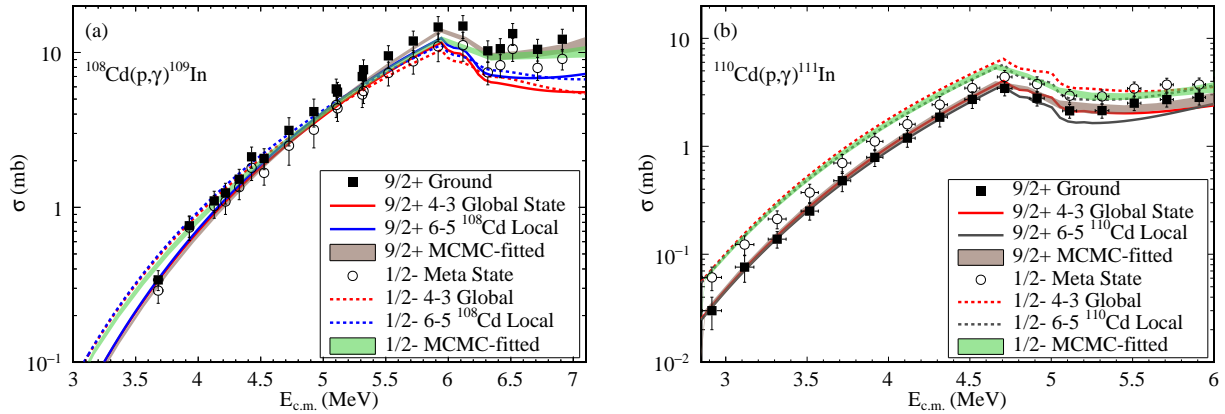 (a)
¹⁰⁸Cd(p,γ)¹⁰⁹In
σ (mb)
10
1
10⁻¹
9/2+ Ground
9/2+ 4-3 Global State
9/2+ 6-5 ¹⁰⁸Cd Local
9/2+ MCMC-fitted
1/2- Meta State
1/2- 4-3 Global
1/2- 6-5 ¹⁰⁸Cd Local
1/2- MCMC-fitted
3 3.5 4 4.5 5 5.5 6 6.5 7
E_c.m. (MeV)
(b)
¹¹⁰Cd(p,γ)¹¹¹In
σ (mb)
10
1
10⁻¹
10⁻²
9/2+ Ground
9/2+ 4-3 Global State
9/2+ 6-5 ¹¹⁰Cd Local
9/2+ MCMC-fitted
1/2- Meta State
1/2- 4-3 Global
1/2- 6-5 ¹¹⁰Cd Local
1/2- MCMC-fitted
3 3.5 4 4.5 5 5.5 6
E_c.m. (MeV)